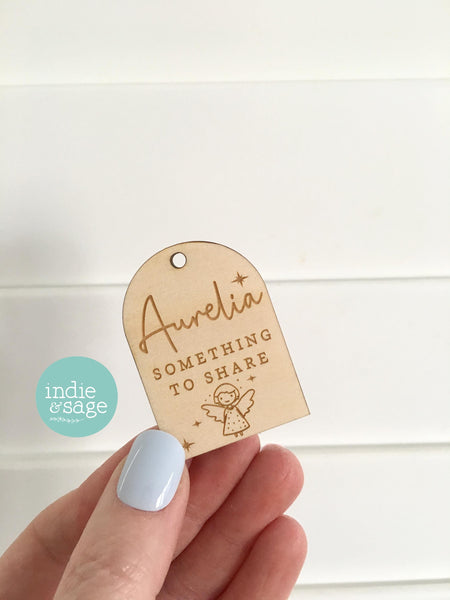 Aurelia
SOMETHING
TO SHARE
indie
& sage